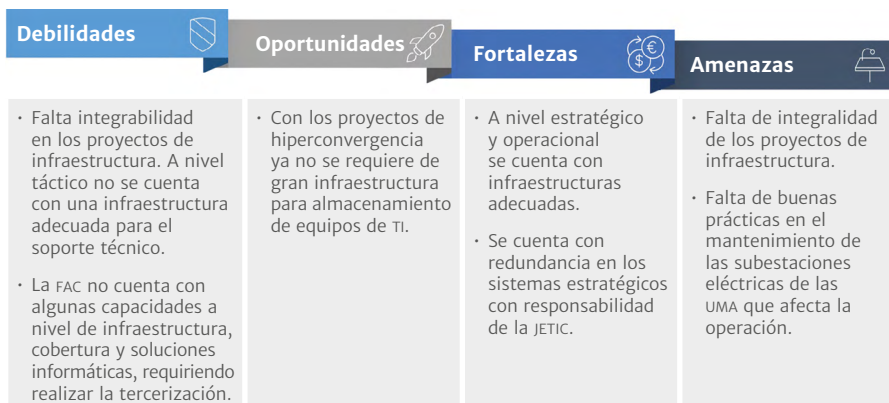 Debilidades
Oportunidades
Fortalezas
Amenazas
· Falta integrabilidad
en los proyectos de
infraestructura. A nivel
táctico no se cuenta
con una infraestructura
adecuada para el
soporte técnico.
· La FAC no cuenta con
algunas capacidades a
nivel de infraestructura,
cobertura y soluciones
informáticas, requiriendo
realizar la tercerización.
· Con los proyectos de
hiperconvergencia
ya no se requiere de
gran infraestructura
para almacenamiento
de equipos de TI.
· A nivel estratégico
y operacional
se cuenta con
infraestructuras
adecuadas.
· Se cuenta con
redundancia en los
sistemas estratégicos
con responsabilidad
de la JETIC.
· Falta de integralidad
de los proyectos de
infraestructura.
· Falta de buenas
prácticas en el
mantenimiento de
las subestaciones
eléctricas de las
UMA que afecta la
operación.